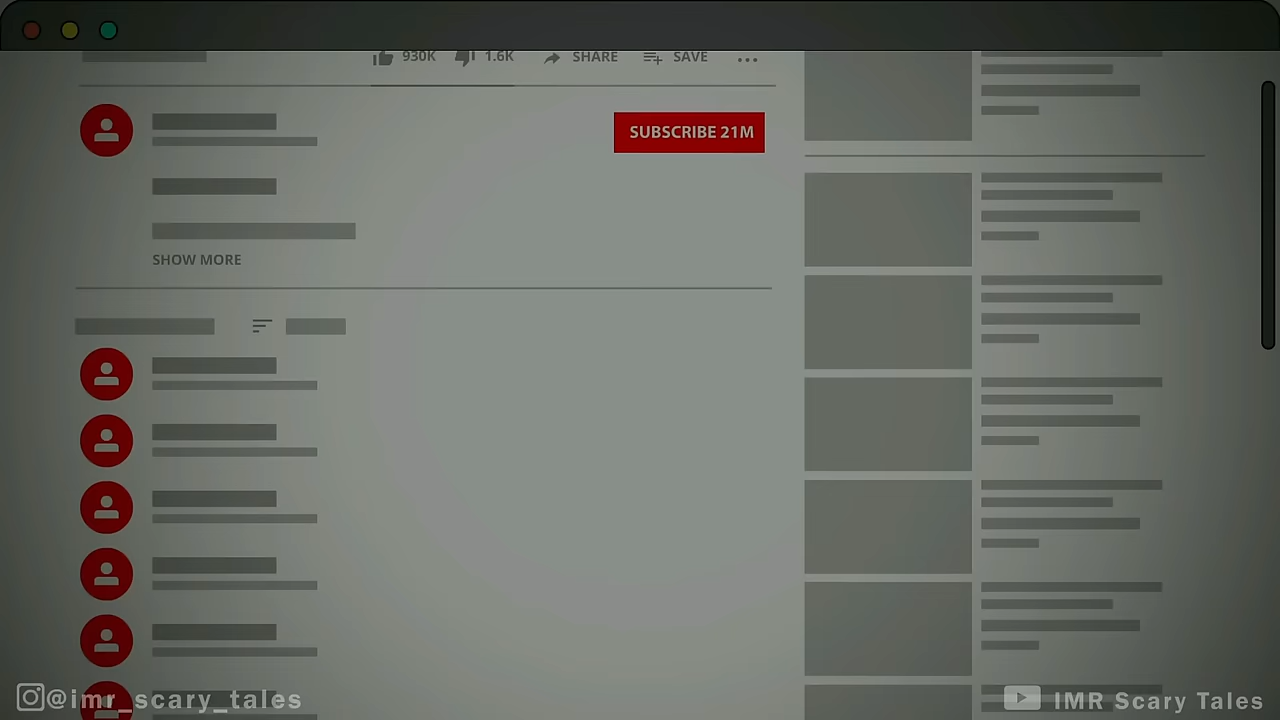 930K 1.6K SHARE SAVE
SUBSCRIBE 21M
SHOW MORE
@imr_scary_tales
IMR Scary Tales